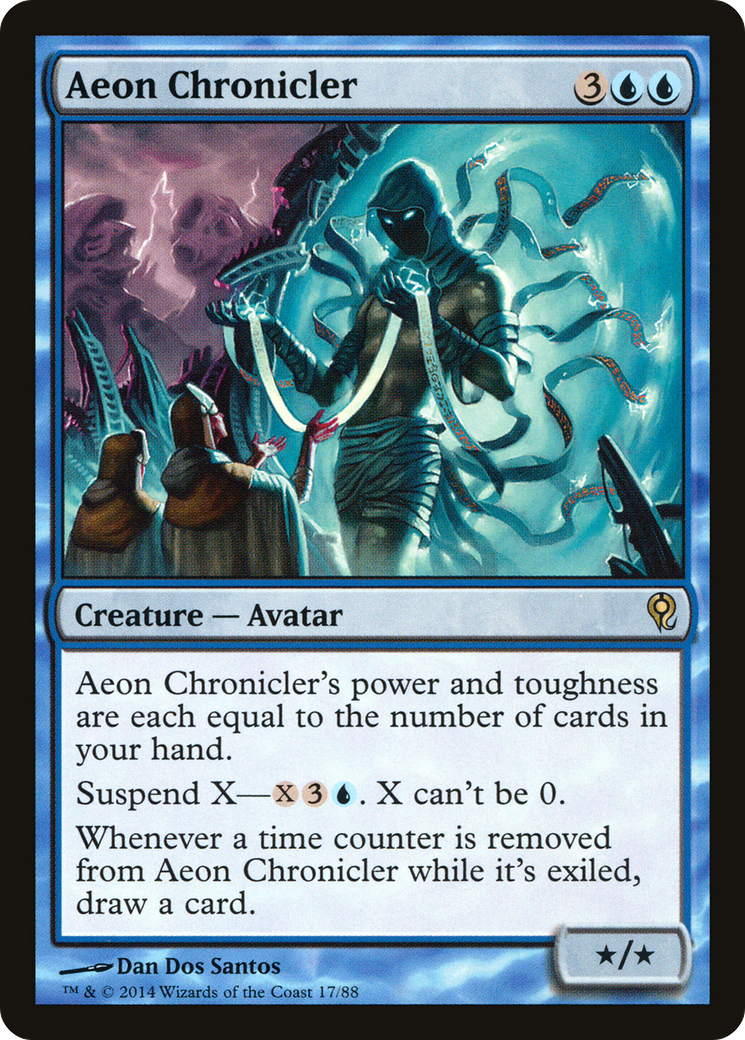 Aeon Chronicler 3
Creature — Avatar
Aeon Chronicler's power and toughness
are each equal to the number of cards in
your hand.
Suspend X—X3. X can't be 0.
Whenever a time counter is removed
from Aeon Chronicler while it's exiled,
draw a card.
★/★
Dan Dos Santos
™ & © 2014 Wizards of the Coast 17/88